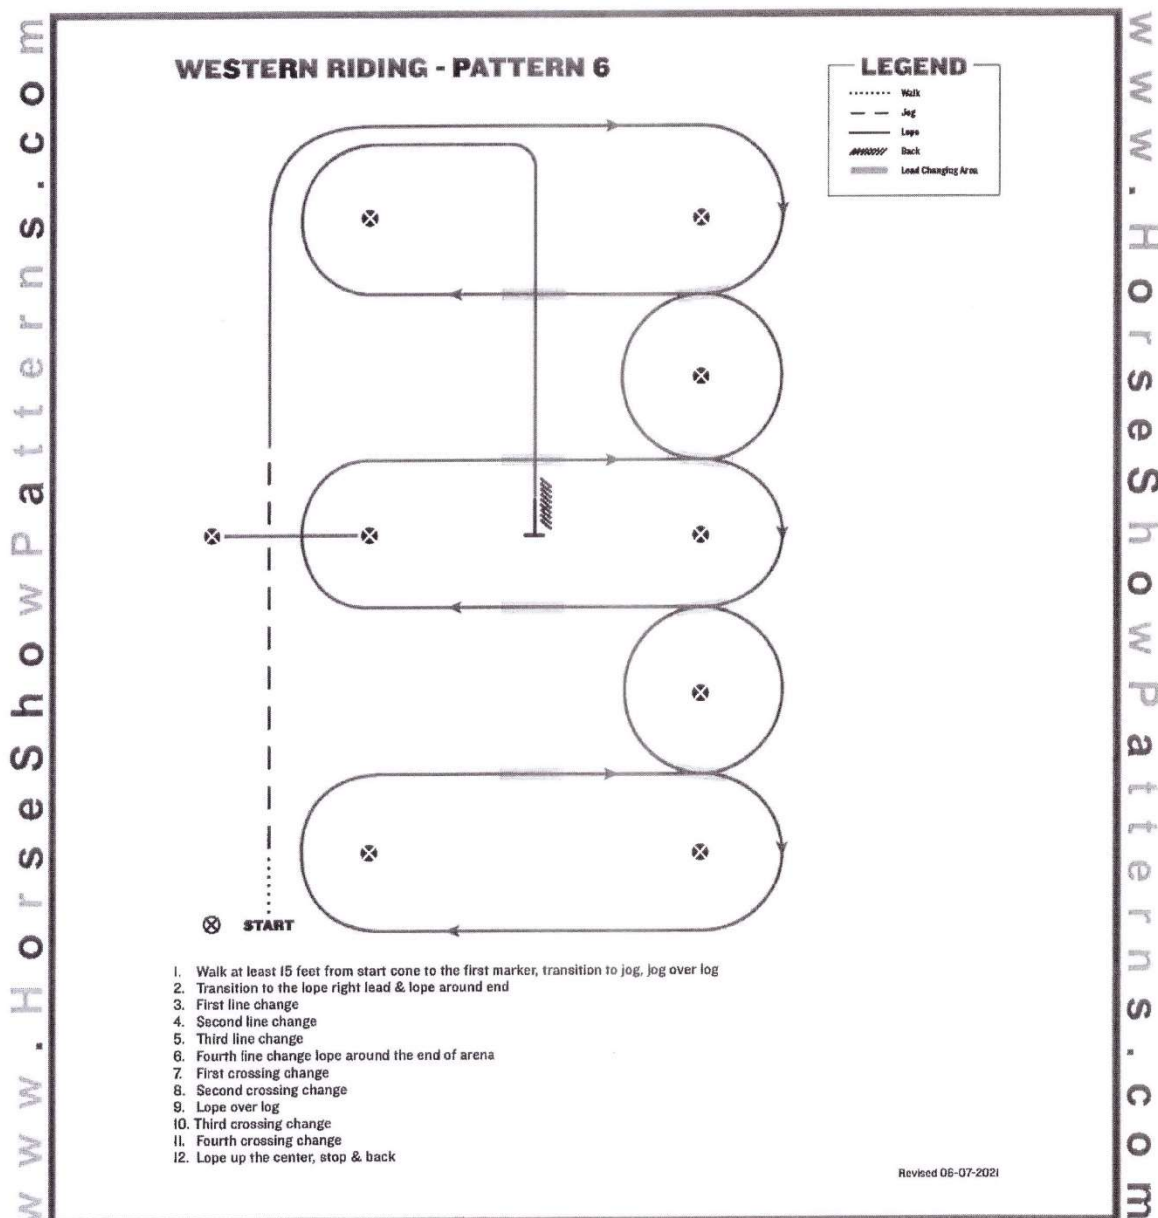 www.HorseShowPatterns.com
WESTERN RIDING - PATTERN 6
LEGEND
Walk
Jog
Lope
Back
Lead Changing Area
START
1. Walk at least 15 feet from start cone to the first marker, transition to jog, jog over log
2. Transition to the lope right lead & lope around end
3. First line change
4. Second line change
5. Third line change
6. Fourth line change lope around the end of arena
7. First crossing change
8. Second crossing change
9. Lope over log
10. Third crossing change
11. Fourth crossing change
12. Lope up the center, stop & back
Revised 06-07-2021
www.HorseShowPatterns.com